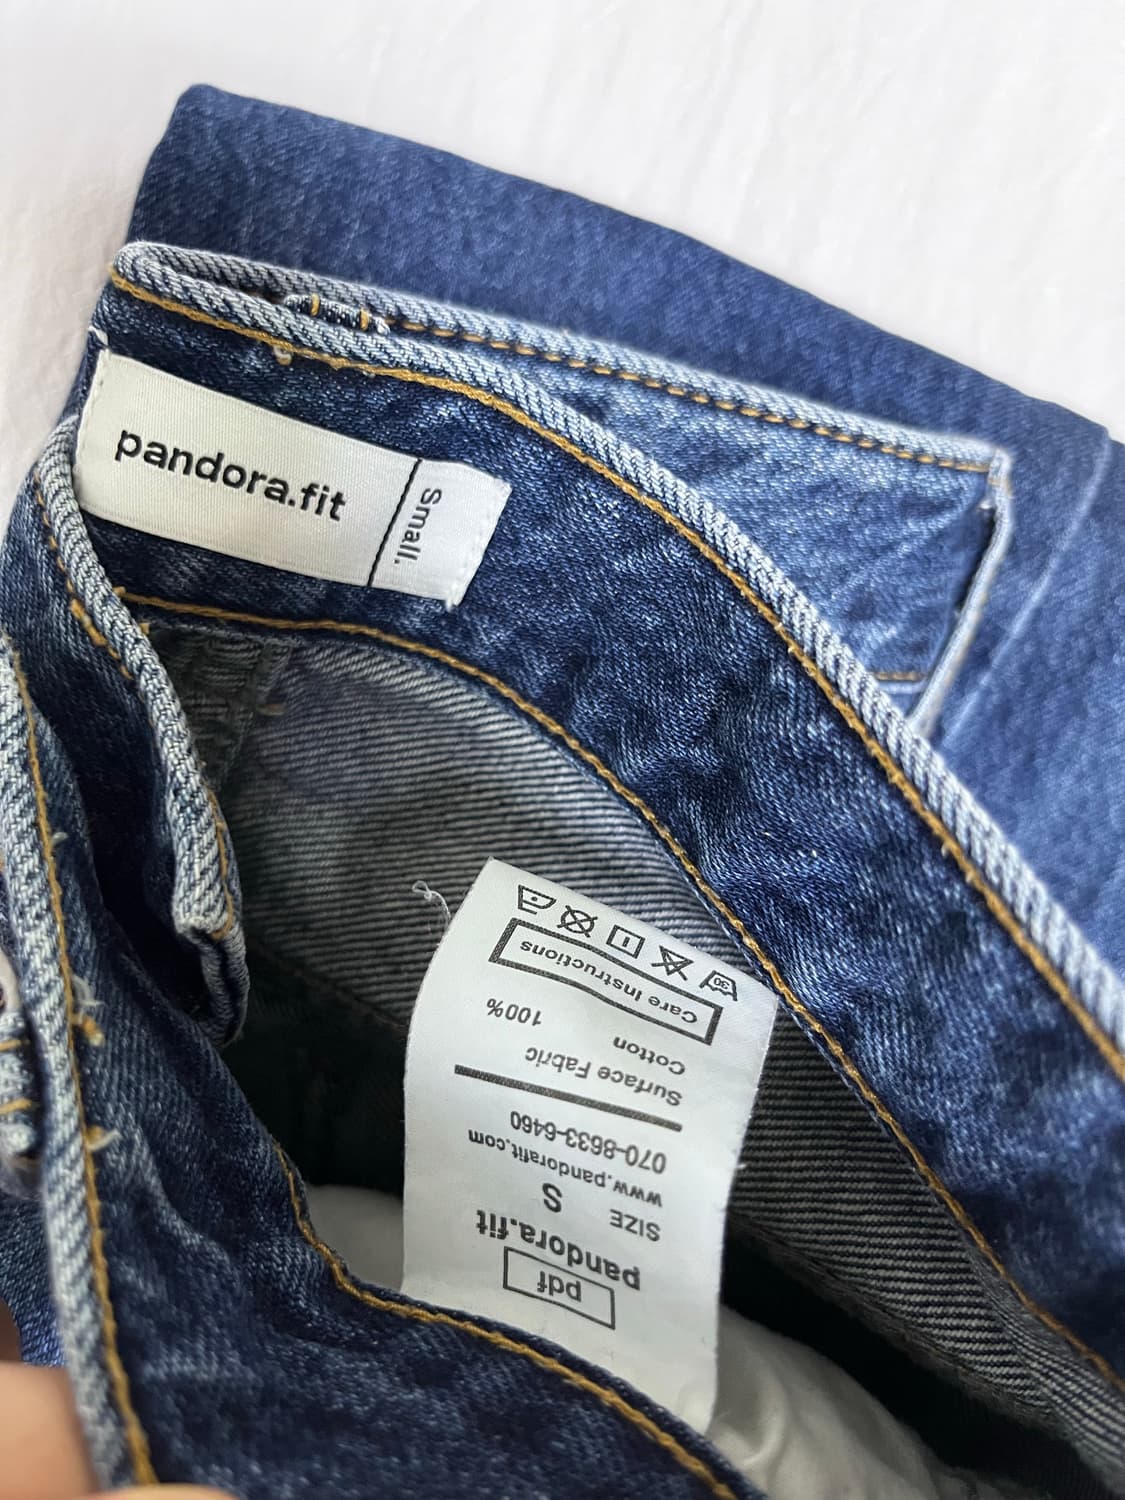 pandora.fit
Small.
pdf
pandora.fit
SIZE S
www.pandorafit.com
070-8633-6460
Surface Fabric
Cotton 100%
Care Instructions
30